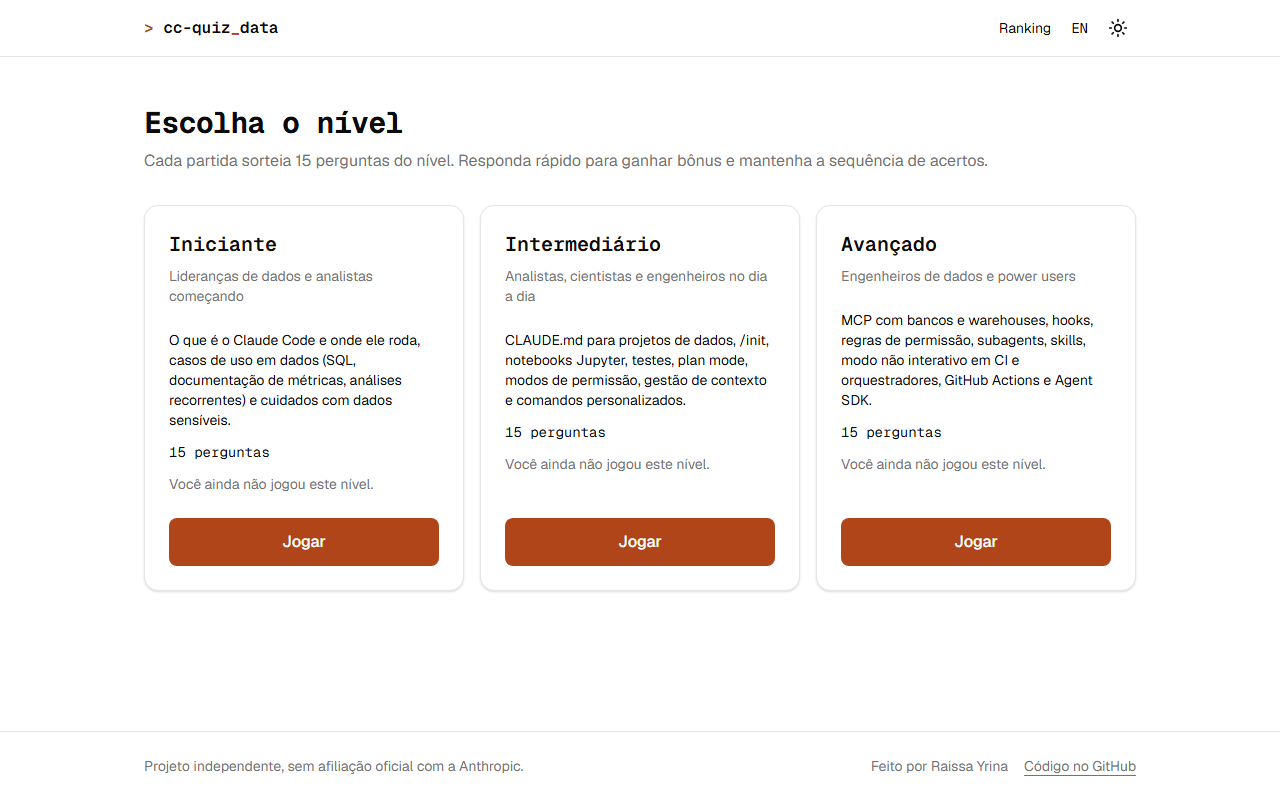 > cc-quiz_data
Ranking
EN
Escolha o nível
Cada partida sorteia 15 perguntas do nível. Responda rápido para ganhar bônus e mantenha a sequência de acertos.
Iniciante
Lideranças de dados e analistas
começando
O que é o Claude Code e onde ele roda,
casos de uso em dados (SQL,
documentação de métricas, análises
recorrentes) e cuidados com dados
sensíveis.
15 perguntas
Você ainda não jogou este nível.
Jogar
Intermediário
Analistas, cientistas e engenheiros no dia
a dia
CLAUDE.md para projetos de dados, /init,
notebooks Jupyter, testes, plan mode,
modos de permissão, gestão de contexto
e comandos personalizados.
15 perguntas
Você ainda não jogou este nível.
Jogar
Avançado
Engenheiros de dados e power users
MCP com bancos e warehouses, hooks,
regras de permissão, subagents, skills,
modo não interativo em CI e
orquestradores, GitHub Actions e Agent
SDK.
15 perguntas
Você ainda não jogou este nível.
Jogar
Projeto independente, sem afiliação oficial com a Anthropic.
Feito por Raissa Yrina
Código no GitHub